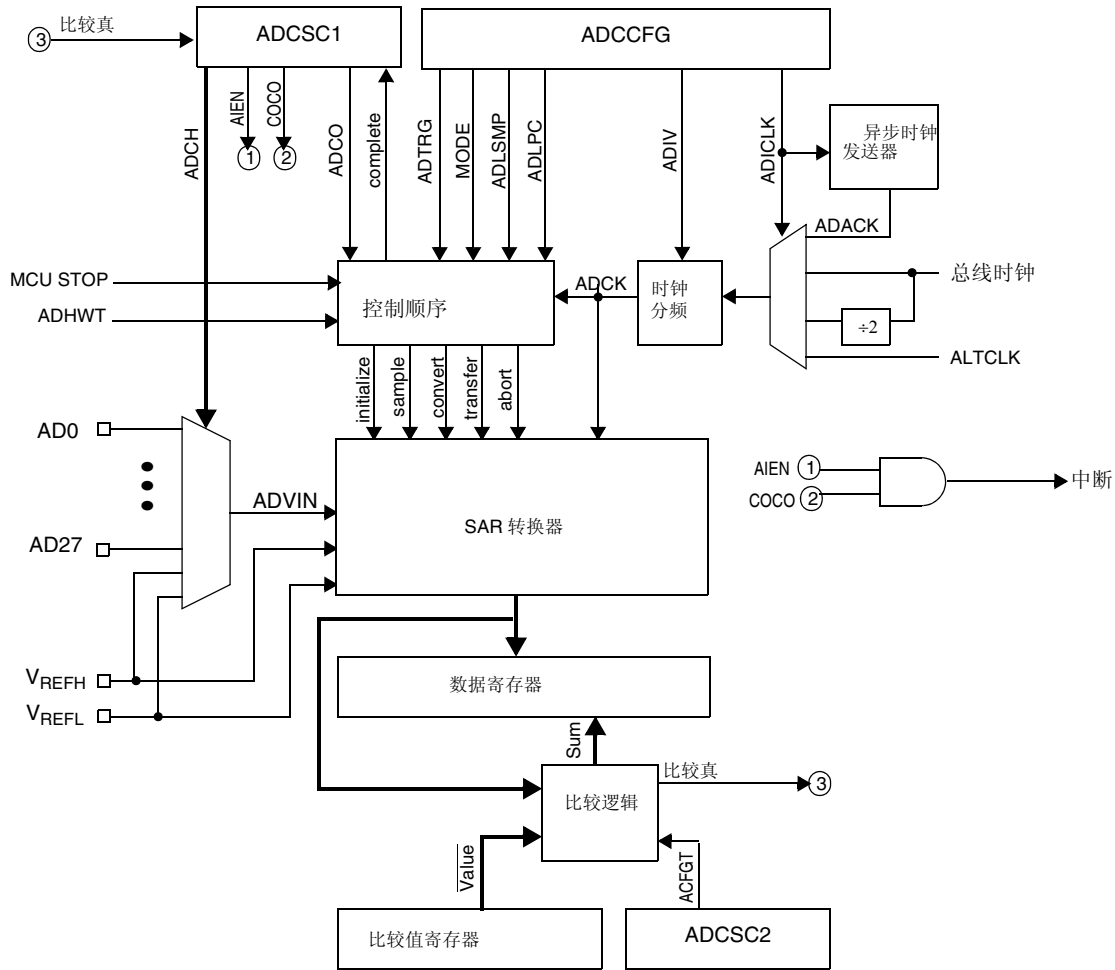 ③ 比较真
ADCSC1
ADCCFG
ADCH
AIEN
COCO
①
②
ADCO
complete
ADTRG
MODE
ADLSMP
ADLPC
ADIV
ADICLK
异步时钟
发送器
ADACK
MCU STOP
ADHWT
控制顺序
ADCK
时钟
分频
总线时钟
÷2
ALTCLK
initialize
sample
convert
transfer
abort
AD0
AD27
ADVIN
SAR 转换器
AIEN ①
COCO ②
中断
VREFH
VREFL
数据寄存器
Sum
比较逻辑
比较真 ③
Value
ACFGT
比较值寄存器
ADCSC2